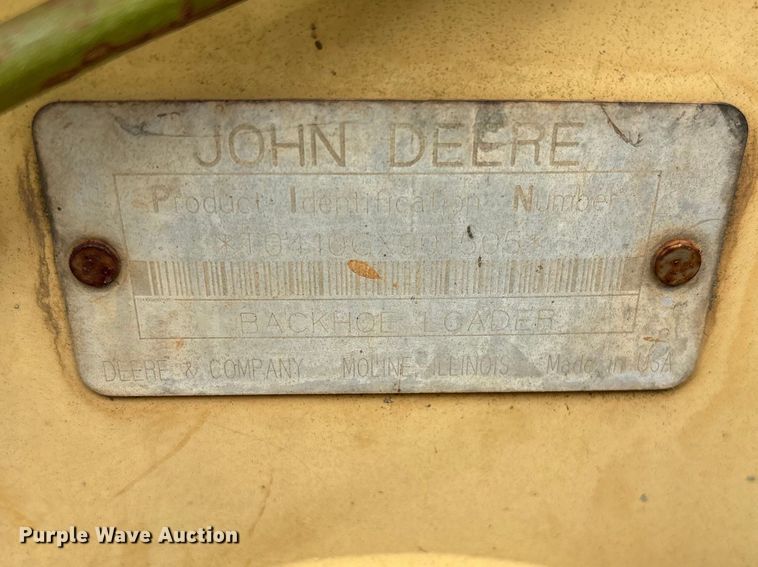 JOHN DEERE
Product Identification Number
BACKHOE LOADER
DEERE & COMPANY MOLINE, ILLINOIS Made in USA
Purple Wave Auction